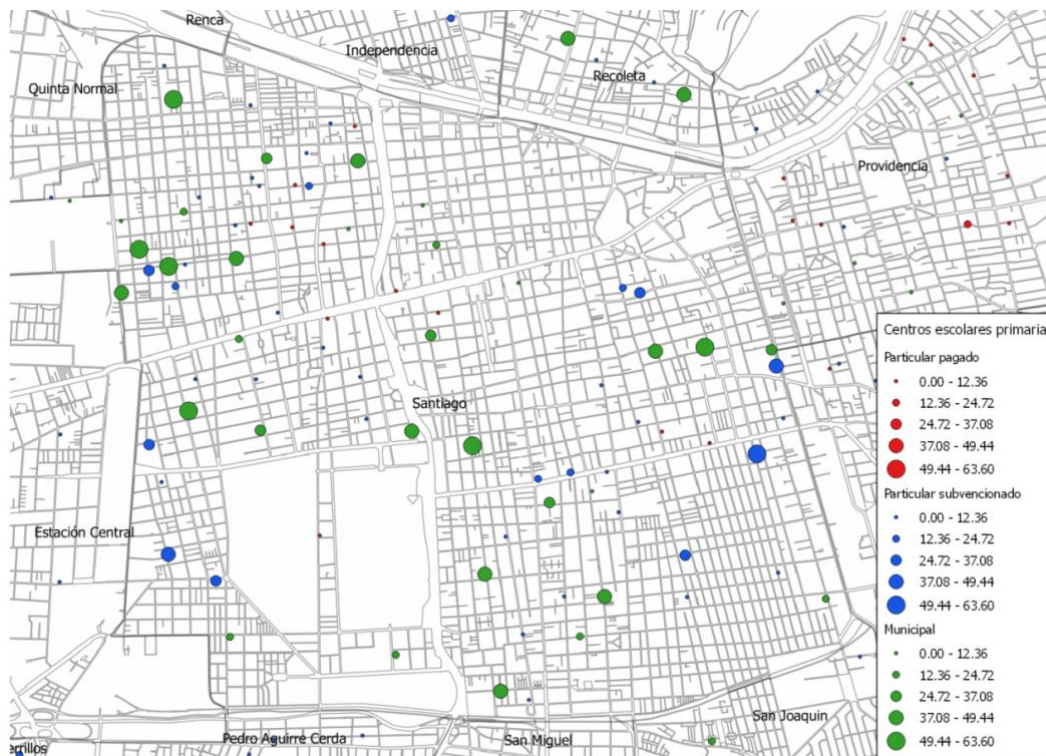 Renca
Independencia
Quinta Normal
Recoleta
Providencia
Santiago
Estación Central
San Joaquin
Pedro Aguirre Cerda
San Miguel
errillos
Centros escolares primaria
Particular pagado
0.00 - 12.36
12.36 - 24.72
24.72 - 37.08
37.08 - 49.44
49.44 - 63.60
Particular subvencionado
0.00 - 12.36
12.36 - 24.72
24.72 - 37.08
37.08 - 49.44
49.44 - 63.60
Municipal
0.00 - 12.36
12.36 - 24.72
24.72 - 37.08
37.08 - 49.44
49.44 - 63.60